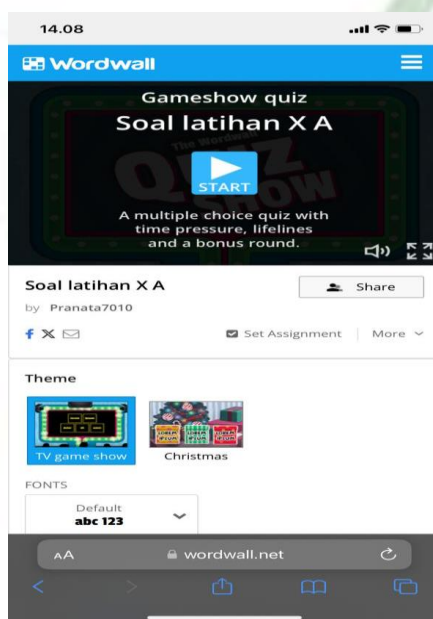 14.08
Wordwall
Gameshow quiz
Soal latihan X A
START
A multiple choice quiz with
time pressure, lifelines
and a bonus round.
Soal latihan X A
Share
by Pranata7010
Set Assignment
More
Theme
TV game show
Christmas
FONTS
Default
abc 123
AA
wordwall.net